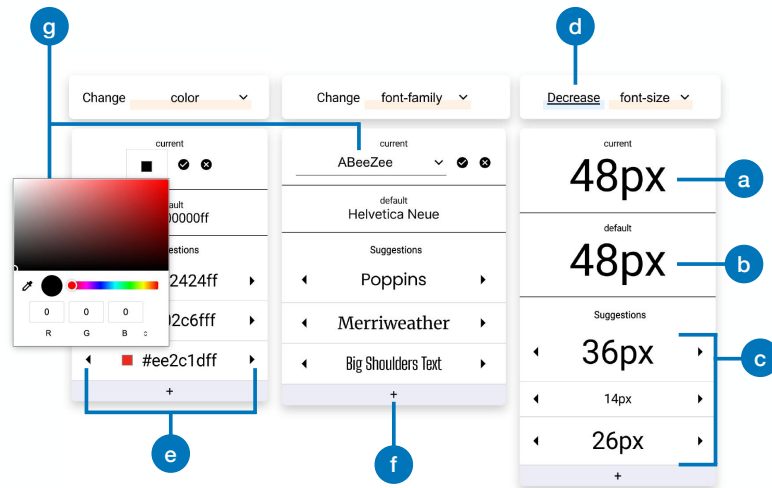 g
d
Change color
Change font-family
Decrease font-size
current
current
ABeeZee
current
48px
a
default
Helvetica Neue
default
48px
b
ault
00000ff
estions
2424ff
02c6fff
#ee2c1dff
+
0 0 0
R G B
Suggestions
Poppins
Merriweather
Big Shoulders Text
+
Suggestions
36px
14px
26px
+
c
e
f